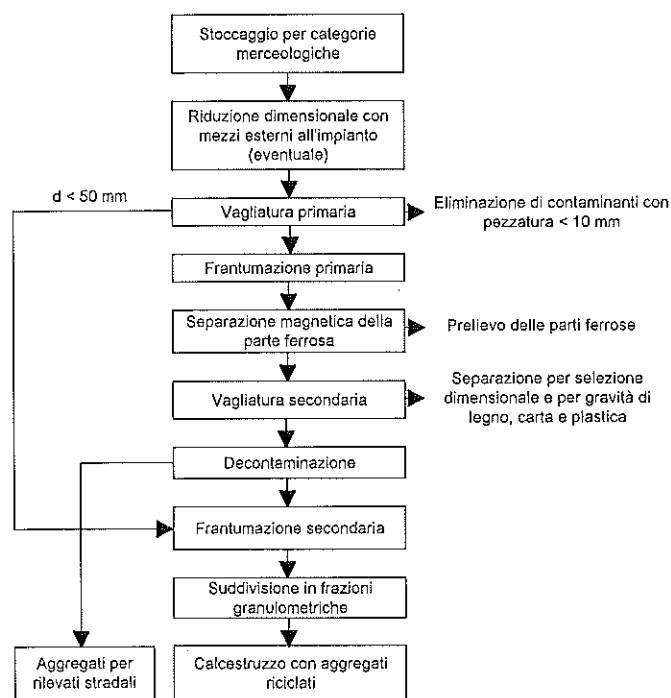 Stoccaggio per categorie
merceologiche
Riduzione dimensionale con
mezzi esterni all'impianto
(eventuale)
d < 50 mm
Vagliatura primaria
Eliminazione di contaminanti con
pezzatura < 10 mm
Frantumazione primaria
Separazione magnetica della
parte ferrosa
Prelievo delle parti ferrose
Vagliatura secondaria
Separazione per selezione
dimensionale e per gravità di
legno, carta e plastica
Decontaminazione
Frantumazione secondaria
Suddivisione in frazioni
granulometriche
Aggregati per
rilevati stradali
Calcestruzzo con aggregati
riciclati